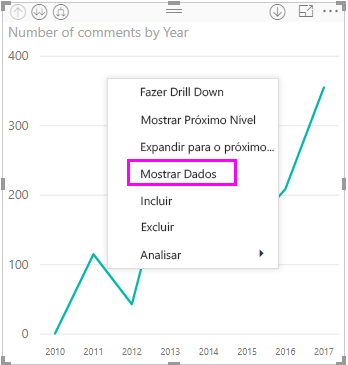 Number of comments by Year
400
300
200
100
0
Fazer Drill Down
Mostrar Próximo Nível
Expandir para o próximo...
Mostrar Dados
Incluir
Excluir
Analisar
2010 2011 2012 2013 2014 2015 2016 2017